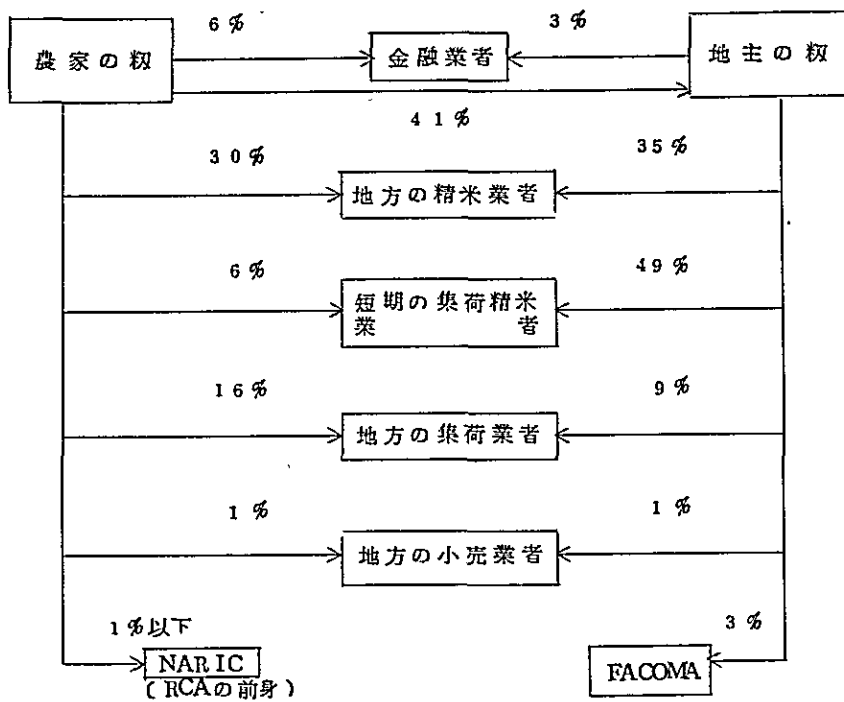 6%
3%
農家の籾
金融業者
地主の籾
41%
30%
35%
地方の精米業者
6%
49%
短期の集荷精米
業者
16%
9%
地方の集荷業者
1%
1%
地方の小売業者
1%以下
3%
NARIC
(RCAの前身)
FACOMA